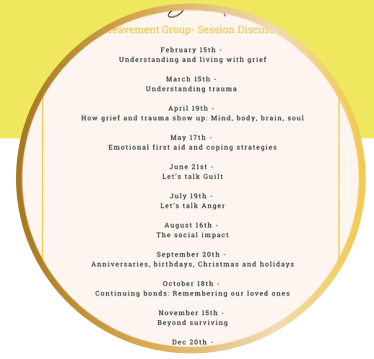 Group- Session
February 15th -
Understanding and living with grief
March 15th -
Understanding trauma
April 19th -
How grief and trauma show up: Mind, body, brain, soul
May 17th -
Emotional first aid and coping strategies
June 21st -
Let's talk Guilt
July 19th -
Let's talk Anger
August 16th -
The social impact
September 20th -
Anniversaries, birthdays, Christmas and holidays
October 18th -
Continuing bonds: Remembering our loved ones
November 15th -
Beyond surviving
Dec 20th -